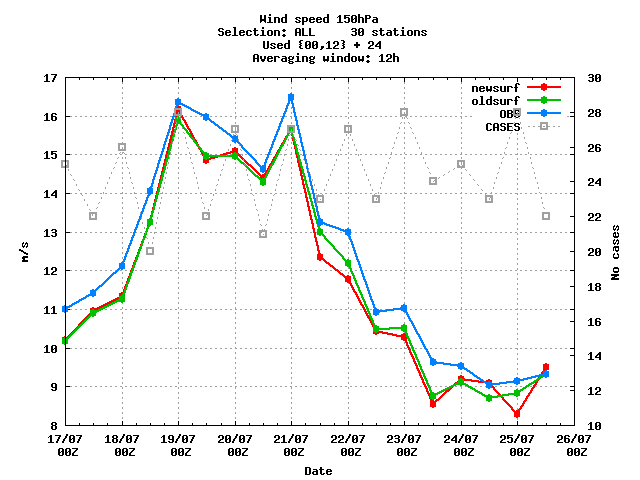 Wind speed 150hPa
Selection: ALL     30 stations
Used {00,12} + 24
Averaging window: 12h
17 30
newsurf
oldsurf
16 28
OBS
CASES
15 26
14 24
13 22
m/s
No cases
12 20
11 18
10 16
9 14
12
8 10
17/07 18/07 19/07 20/07 21/07 22/07 23/07 24/07 25/07 26/07
00Z 00Z 00Z 00Z 00Z 00Z 00Z 00Z 00Z 00Z
Date